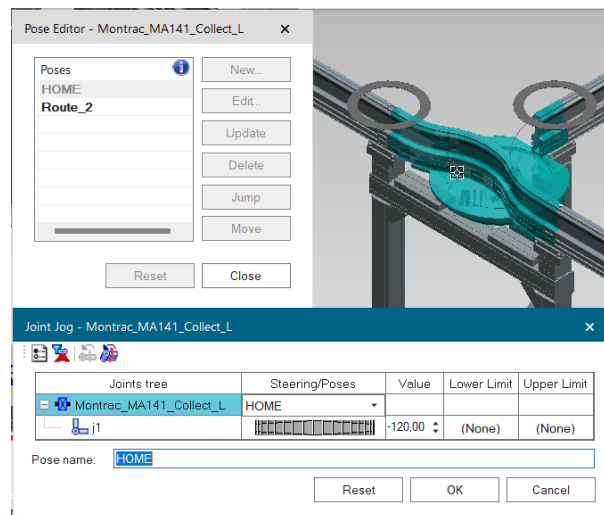 Pose Editor - Montrac_MA141_Collect_L
Poses
HOME
Route_2
New...
Edit...
Update
Delete
Jump
Move
Reset
Close
Joint Jog - Montrac_MA141_Collect_L
Joints tree Steering/Poses Value Lower Limit Upper Limit
Montrac_MA141_Collect_L HOME
j1 -120,00 (None) (None)
Pose name: HOME
Reset OK Cancel